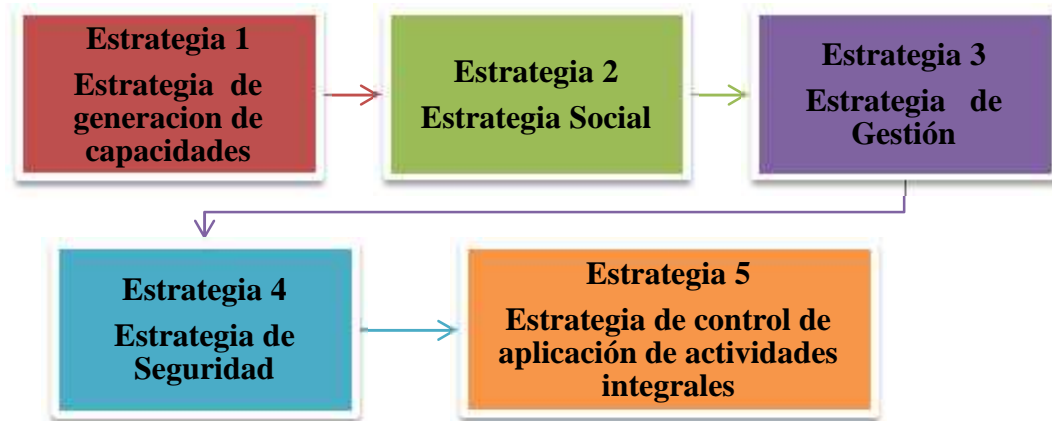 Estrategia 1
Estrategia de
generacion de
capacidades
Estrategia 2
Estrategia Social
Estrategia 3
Estrategia de
Gestión
Estrategia 4
Estrategia de
Seguridad
Estrategia 5
Estrategia de control de
aplicación de actividades
integrales